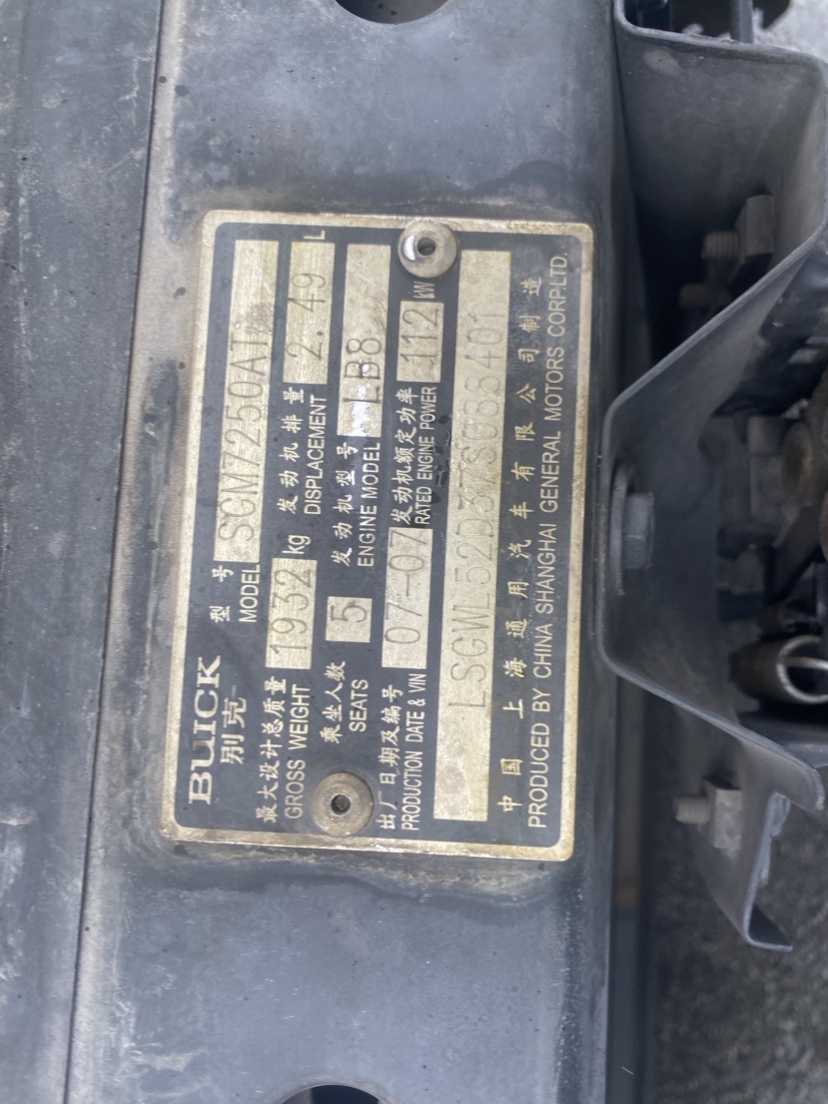 BUICK
别克
型号 SGM7250AT
MODEL
最大设计总质量 1932 kg 发动机排量 2.49 L
GROSS WEIGHT DISPLACEMENT
乘坐人数 5 发动机型号 LB8
SEATS ENGINE MODEL
出厂日期及编号 07-07 发动机额定功率 112 kW
PRODUCTION DATE & VIN RATED ENGINE POWER
中国上海通用汽车有限公司制造
PRODUCED BY CHINA SHANGHAI GENERAL MOTORS CORP.LTD.